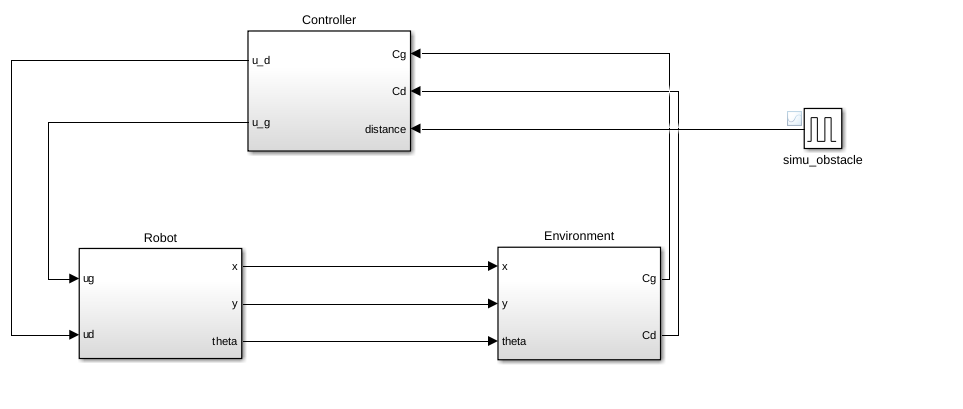 Controller
u_d
Cg
Cd
u_g
distance
simu_obstacle
Robot
Environment
x
x
ug
Cg
y
y
ud
Cd
theta
theta